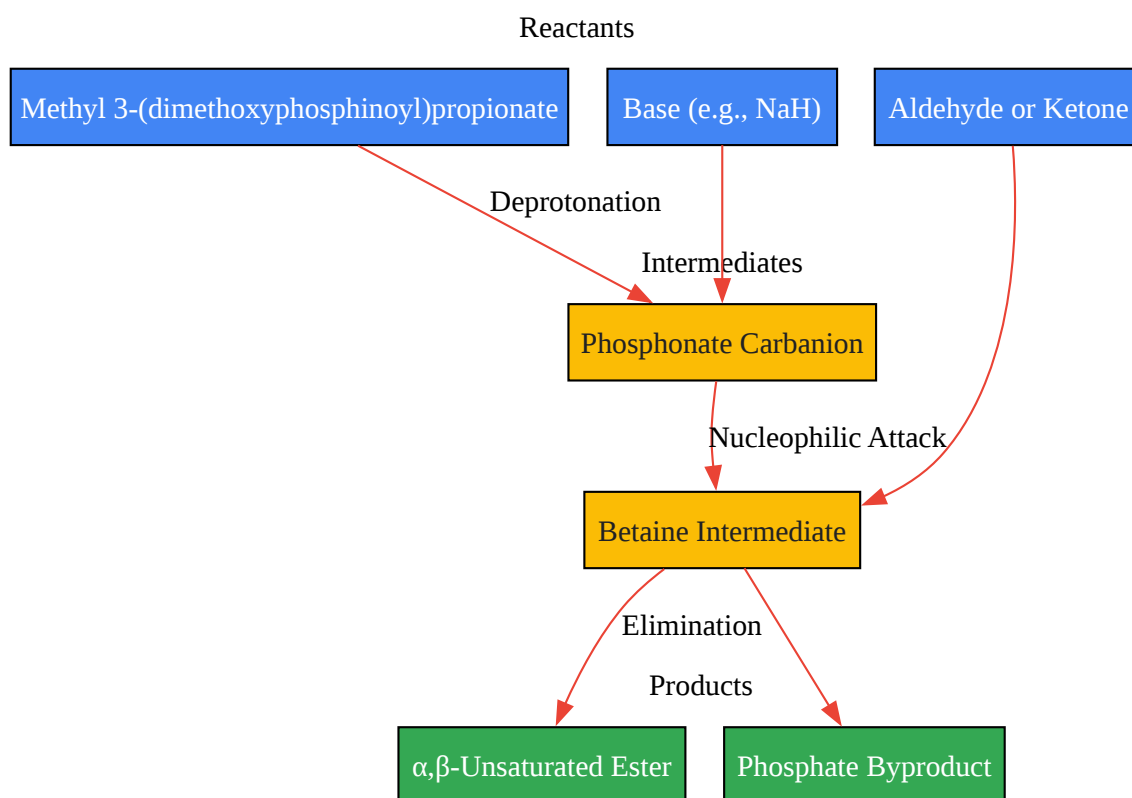 Reactants
Methyl 3-(dimethoxyphosphinoyl)propionate
Base (e.g., NaH)
Aldehyde or Ketone
Deprotonation
Intermediates
Phosphonate Carbanion
Nucleophilic Attack
Betaine Intermediate
Elimination
Products
α,β-Unsaturated Ester
Phosphate Byproduct